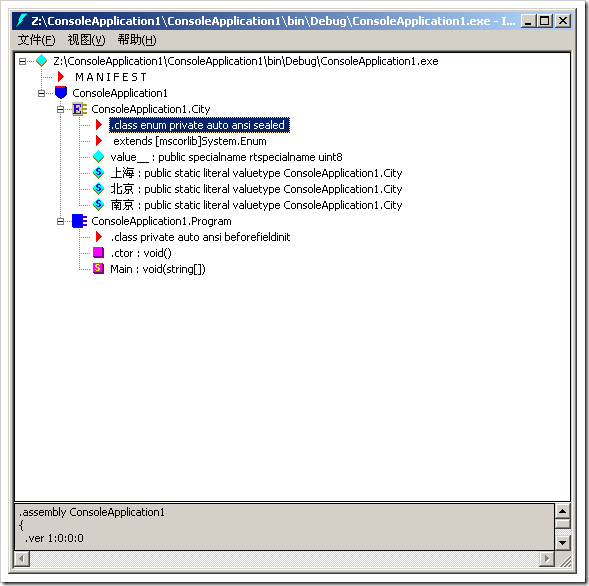 Z:\ConsoleApplication1\ConsoleApplication1\bin\Debug\ConsoleApplication1.exe - I...
文件(F) 视图(V) 帮助(H)
Z:\ConsoleApplication1\ConsoleApplication1\bin\Debug\ConsoleApplication1.exe
M A N I F E S T
ConsoleApplication1
ConsoleApplication1.City
.class enum private auto ansi sealed
extends [mscorlib]System.Enum
value__ : public specialname rtspecialname uint8
上海 : public static literal valuetype ConsoleApplication1.City
北京 : public static literal valuetype ConsoleApplication1.City
南京 : public static literal valuetype ConsoleApplication1.City
ConsoleApplication1.Program
.class private auto ansi beforefieldinit
.ctor : void()
Main : void(string[])
.assembly ConsoleApplication1
{
.ver 1:0:0:0